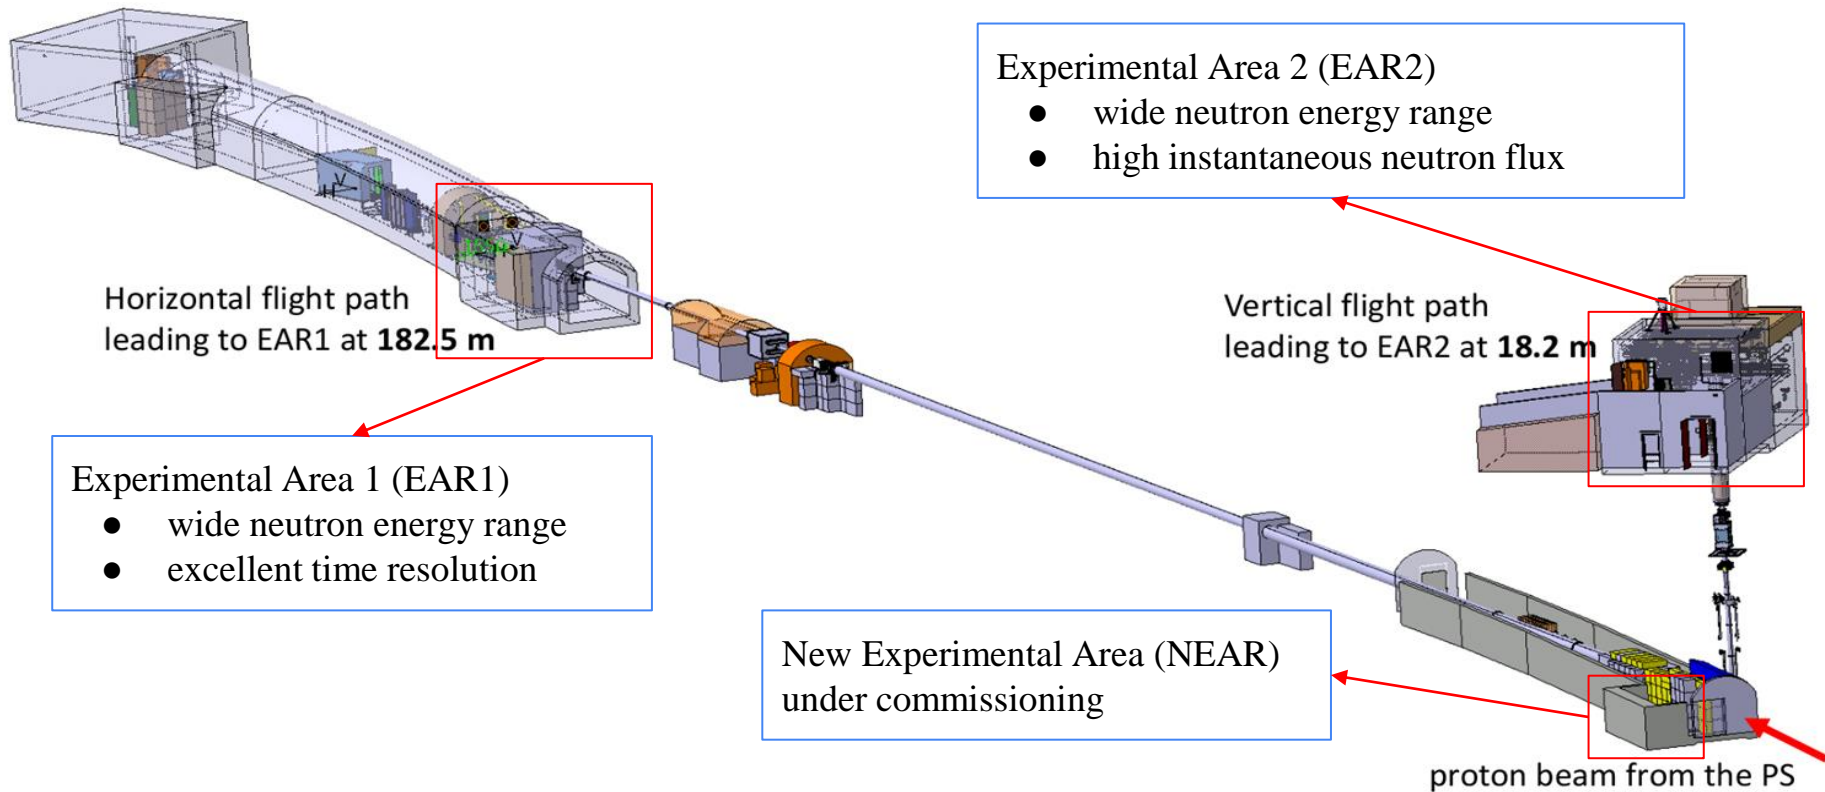 Experimental Area 2 (EAR2)
● wide neutron energy range
● high instantaneous neutron flux
Horizontal flight path
leading to EAR1 at 182.5 m
Vertical flight path
leading to EAR2 at 18.2 m
Experimental Area 1 (EAR1)
● wide neutron energy range
● excellent time resolution
New Experimental Area (NEAR)
under commissioning
proton beam from the PS
V
H
V